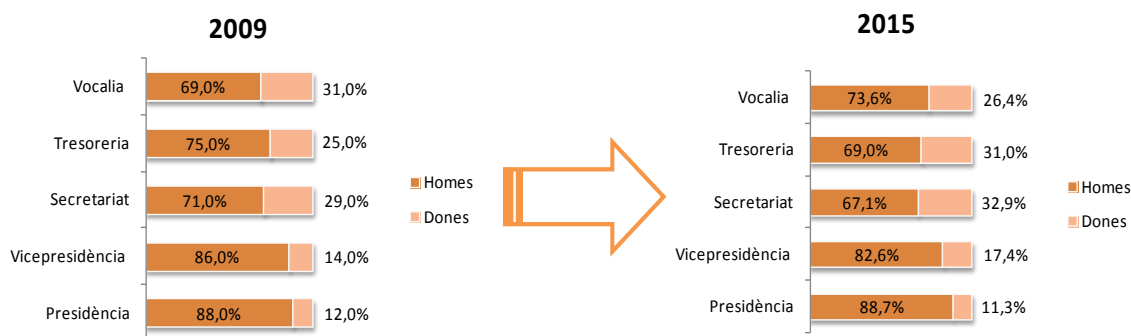 2009
Vocalia 69,0% 31,0%
Tresoreria 75,0% 25,0%
Secretariat 71,0% 29,0%
Vicepresidència 86,0% 14,0%
Presidència 88,0% 12,0%
Homes
Dones
2015
Vocalia 73,6% 26,4%
Tresoreria 69,0% 31,0%
Secretariat 67,1% 32,9%
Vicepresidència 82,6% 17,4%
Presidència 88,7% 11,3%
Homes
Dones